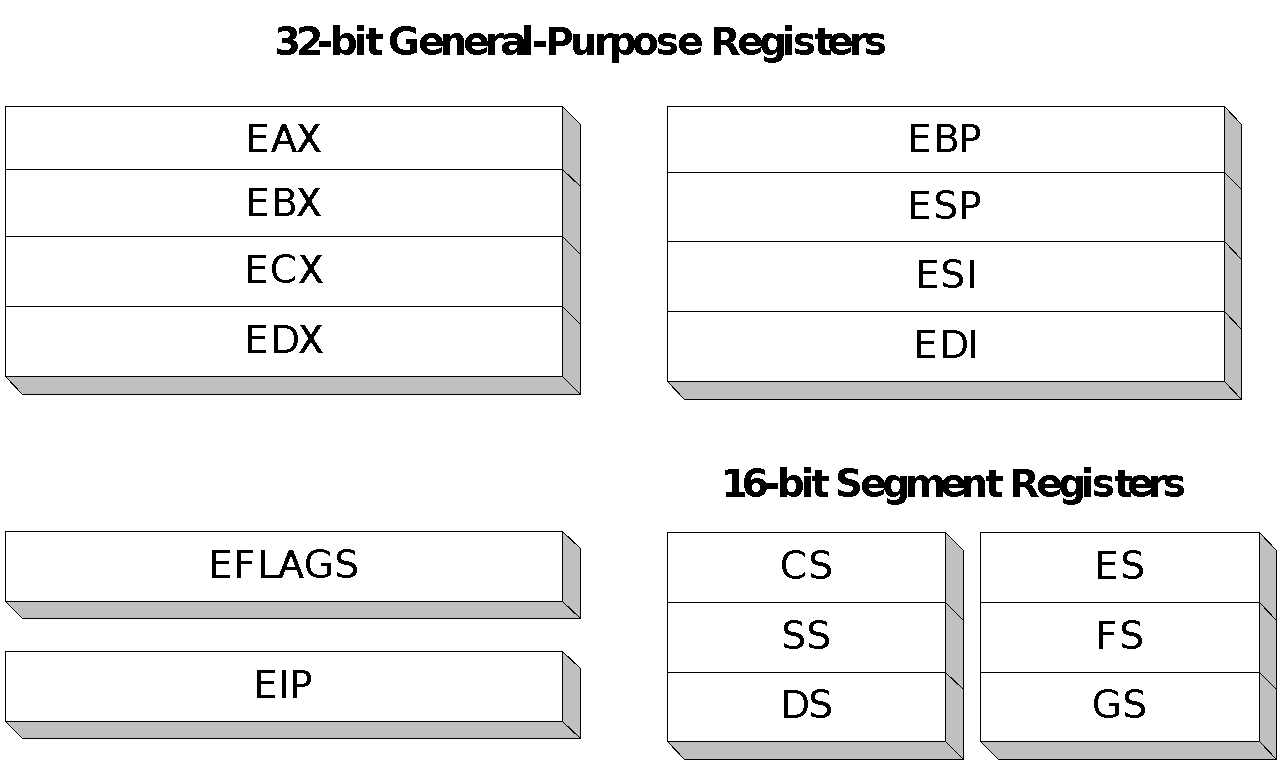 32-bit General-Purpose Registers
EAX
EBX
ECX
EDX
EBP
ESP
ESI
EDI
EFLAGS
EIP
16-bit Segment Registers
CS
SS
DS
ES
FS
GS